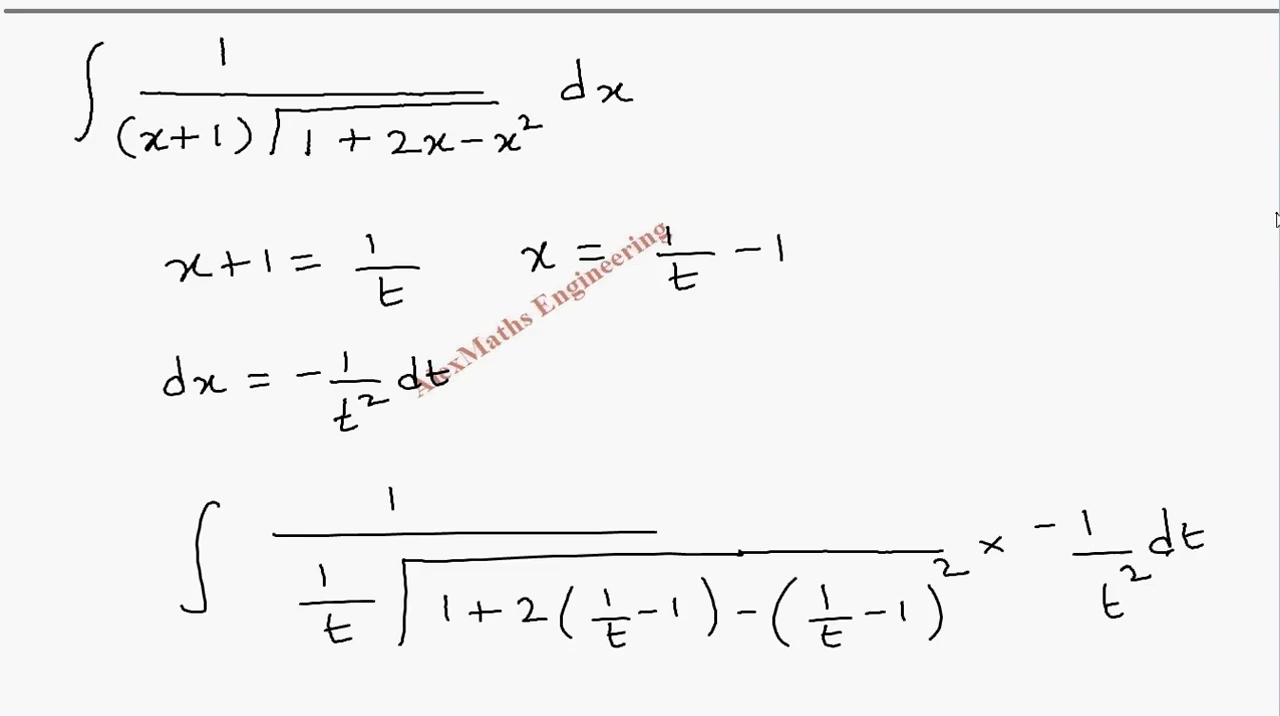 ∫ 1/((x+1)√(1+2x-x²)) dx
x+1 = 1/t    x = 1/t - 1
AlexMaths Engineering
dx = -1/t² dt
∫ 1/((1/t)√(1+2(1/t-1)-(1/t-1)²)) × -1/t² dt